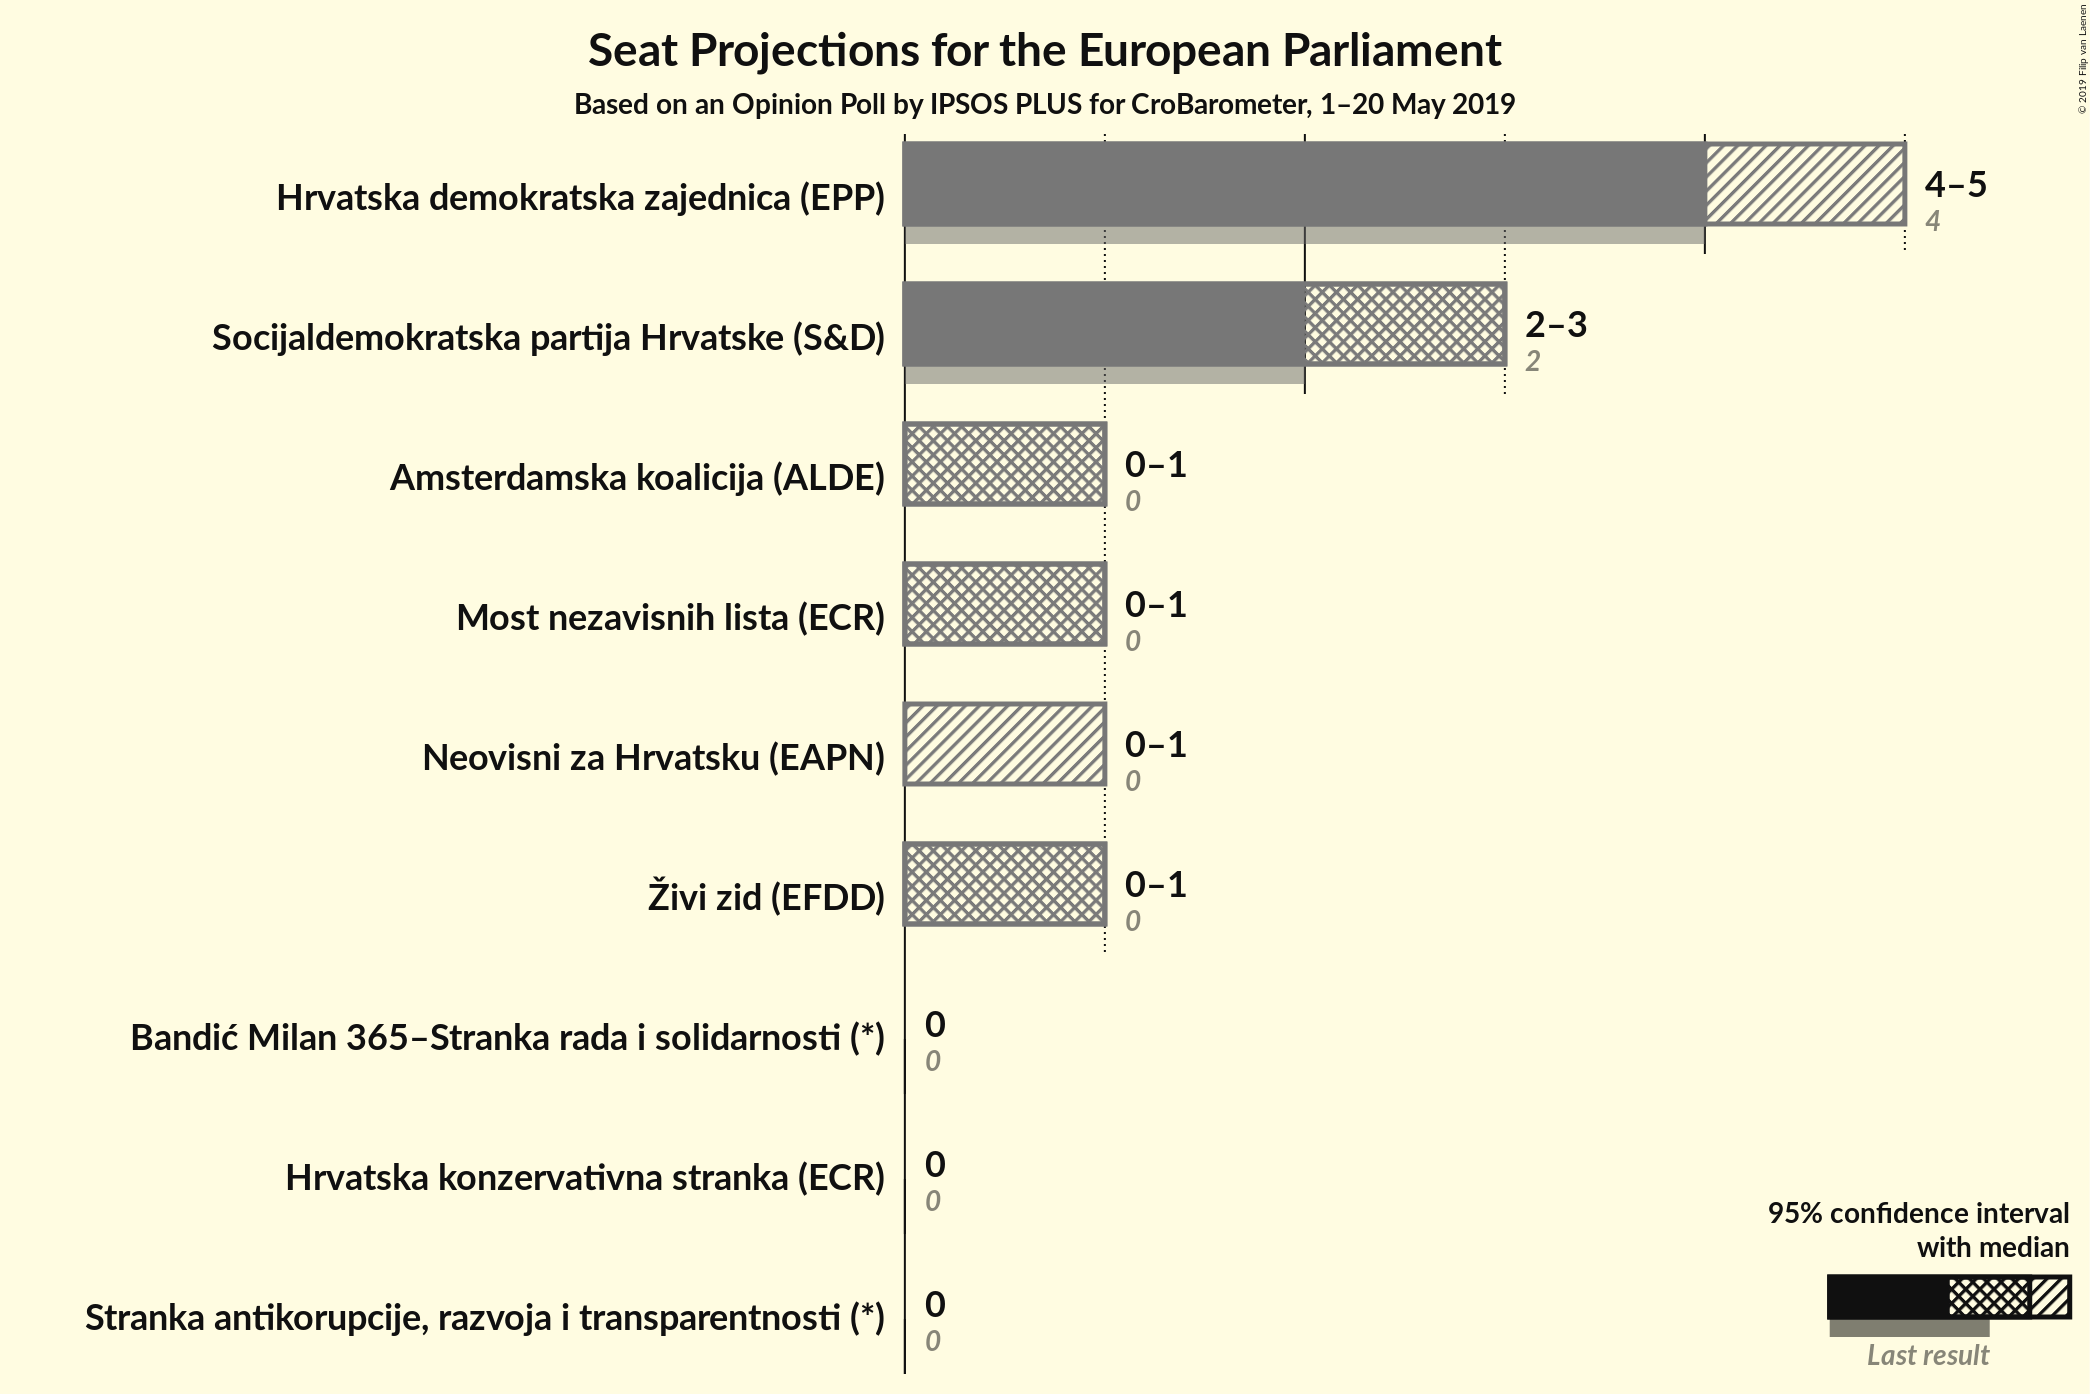 Seat Projections for the European Parliament
Based on an Opinion Poll by IPSOS PLUS for CroBarometer, 1–20 May 2019
© 2019 Filip van Laenen
Hrvatska demokratska zajednica (EPP)
4–5
4
Socijaldemokratska partija Hrvatske (S&D)
2–3
2
Amsterdamska koalicija (ALDE)
0–1
0
Most nezavisnih lista (ECR)
0–1
0
Neovisni za Hrvatsku (EAPN)
0–1
0
Živi zid (EFDD)
0–1
0
Bandić Milan 365–Stranka rada i solidarnosti (*)
0
0
Hrvatska konzervativna stranka (ECR)
0
0
Stranka antikorupcije, razvoja i transparentnosti (*)
0
0
95% confidence interval
with median
Last result